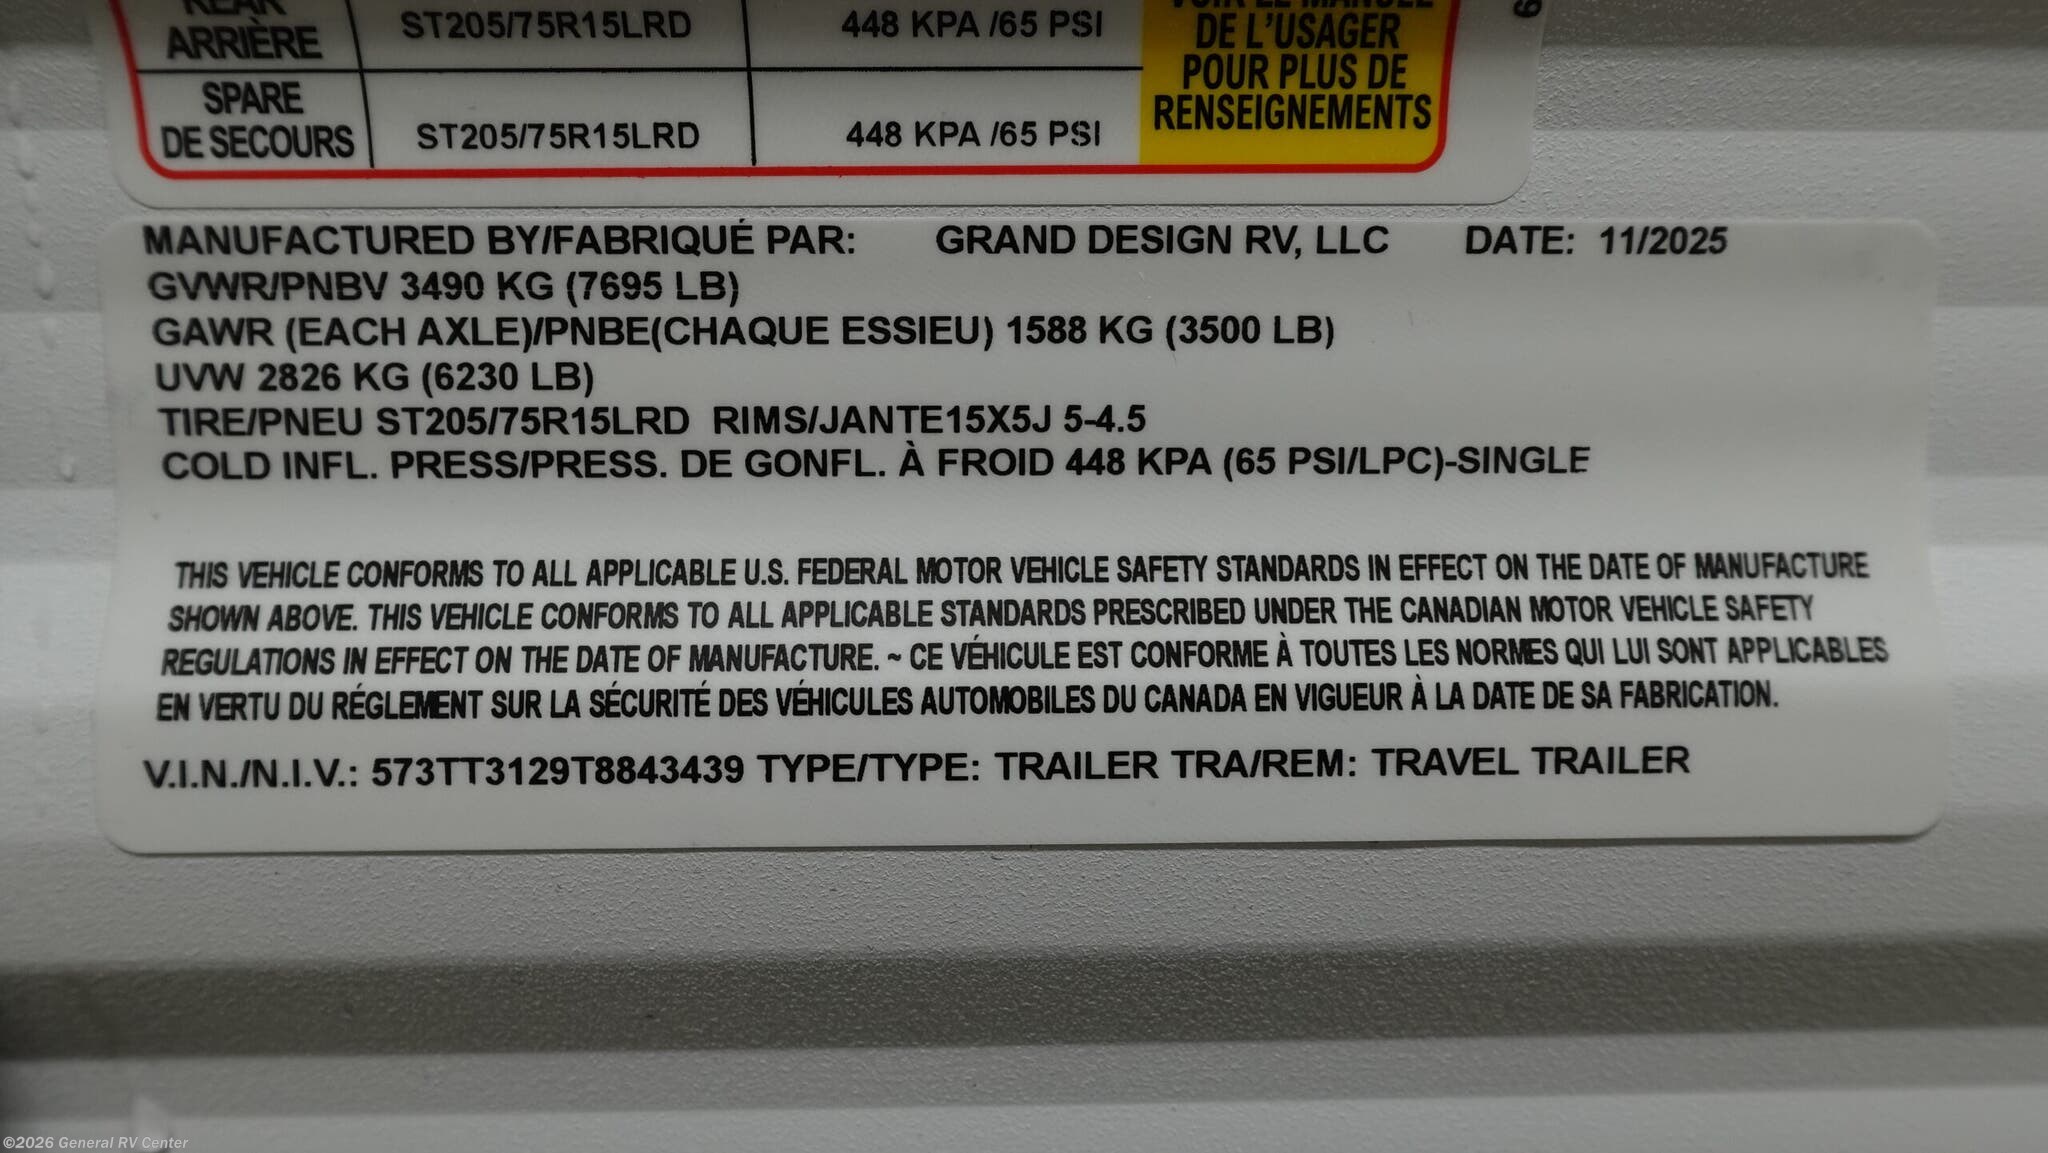 REAR
ARRIÈRE ST205/75R15LRD 448 KPA /65 PSI
SPARE
DE SECOURS ST205/75R15LRD 448 KPA /65 PSI
VOIR LE MANUEL
DE L'USAGER
POUR PLUS DE
RENSEIGNEMENTS
MANUFACTURED BY/FABRIQUÉ PAR: GRAND DESIGN RV, LLC DATE: 11/2025
GVWR/PNBV 3490 KG (7695 LB)
GAWR (EACH AXLE)/PNBE(CHAQUE ESSIEU) 1588 KG (3500 LB)
UVW 2826 KG (6230 LB)
TIRE/PNEU ST205/75R15LRD RIMS/JANTE15X5J 5-4.5
COLD INFL. PRESS/PRESS. DE GONFL. À FROID 448 KPA (65 PSI/LPC)-SINGLE
THIS VEHICLE CONFORMS TO ALL APPLICABLE U.S. FEDERAL MOTOR VEHICLE SAFETY STANDARDS IN EFFECT ON THE DATE OF MANUFACTURE
SHOWN ABOVE. THIS VEHICLE CONFORMS TO ALL APPLICABLE STANDARDS PRESCRIBED UNDER THE CANADIAN MOTOR VEHICLE SAFETY
REGULATIONS IN EFFECT ON THE DATE OF MANUFACTURE. ~ CE VÉHICULE EST CONFORME À TOUTES LES NORMES QUI LUI SONT APPLICABLES
EN VERTU DU RÉGLEMENT SUR LA SÉCURITÉ DES VÉHICULES AUTOMOBILES DU CANADA EN VIGUEUR À LA DATE DE SA FABRICATION.
V.I.N./N.I.V.: 573TT3129T8843439 TYPE/TYPE: TRAILER TRA/REM: TRAVEL TRAILER
©2026 General RV Center